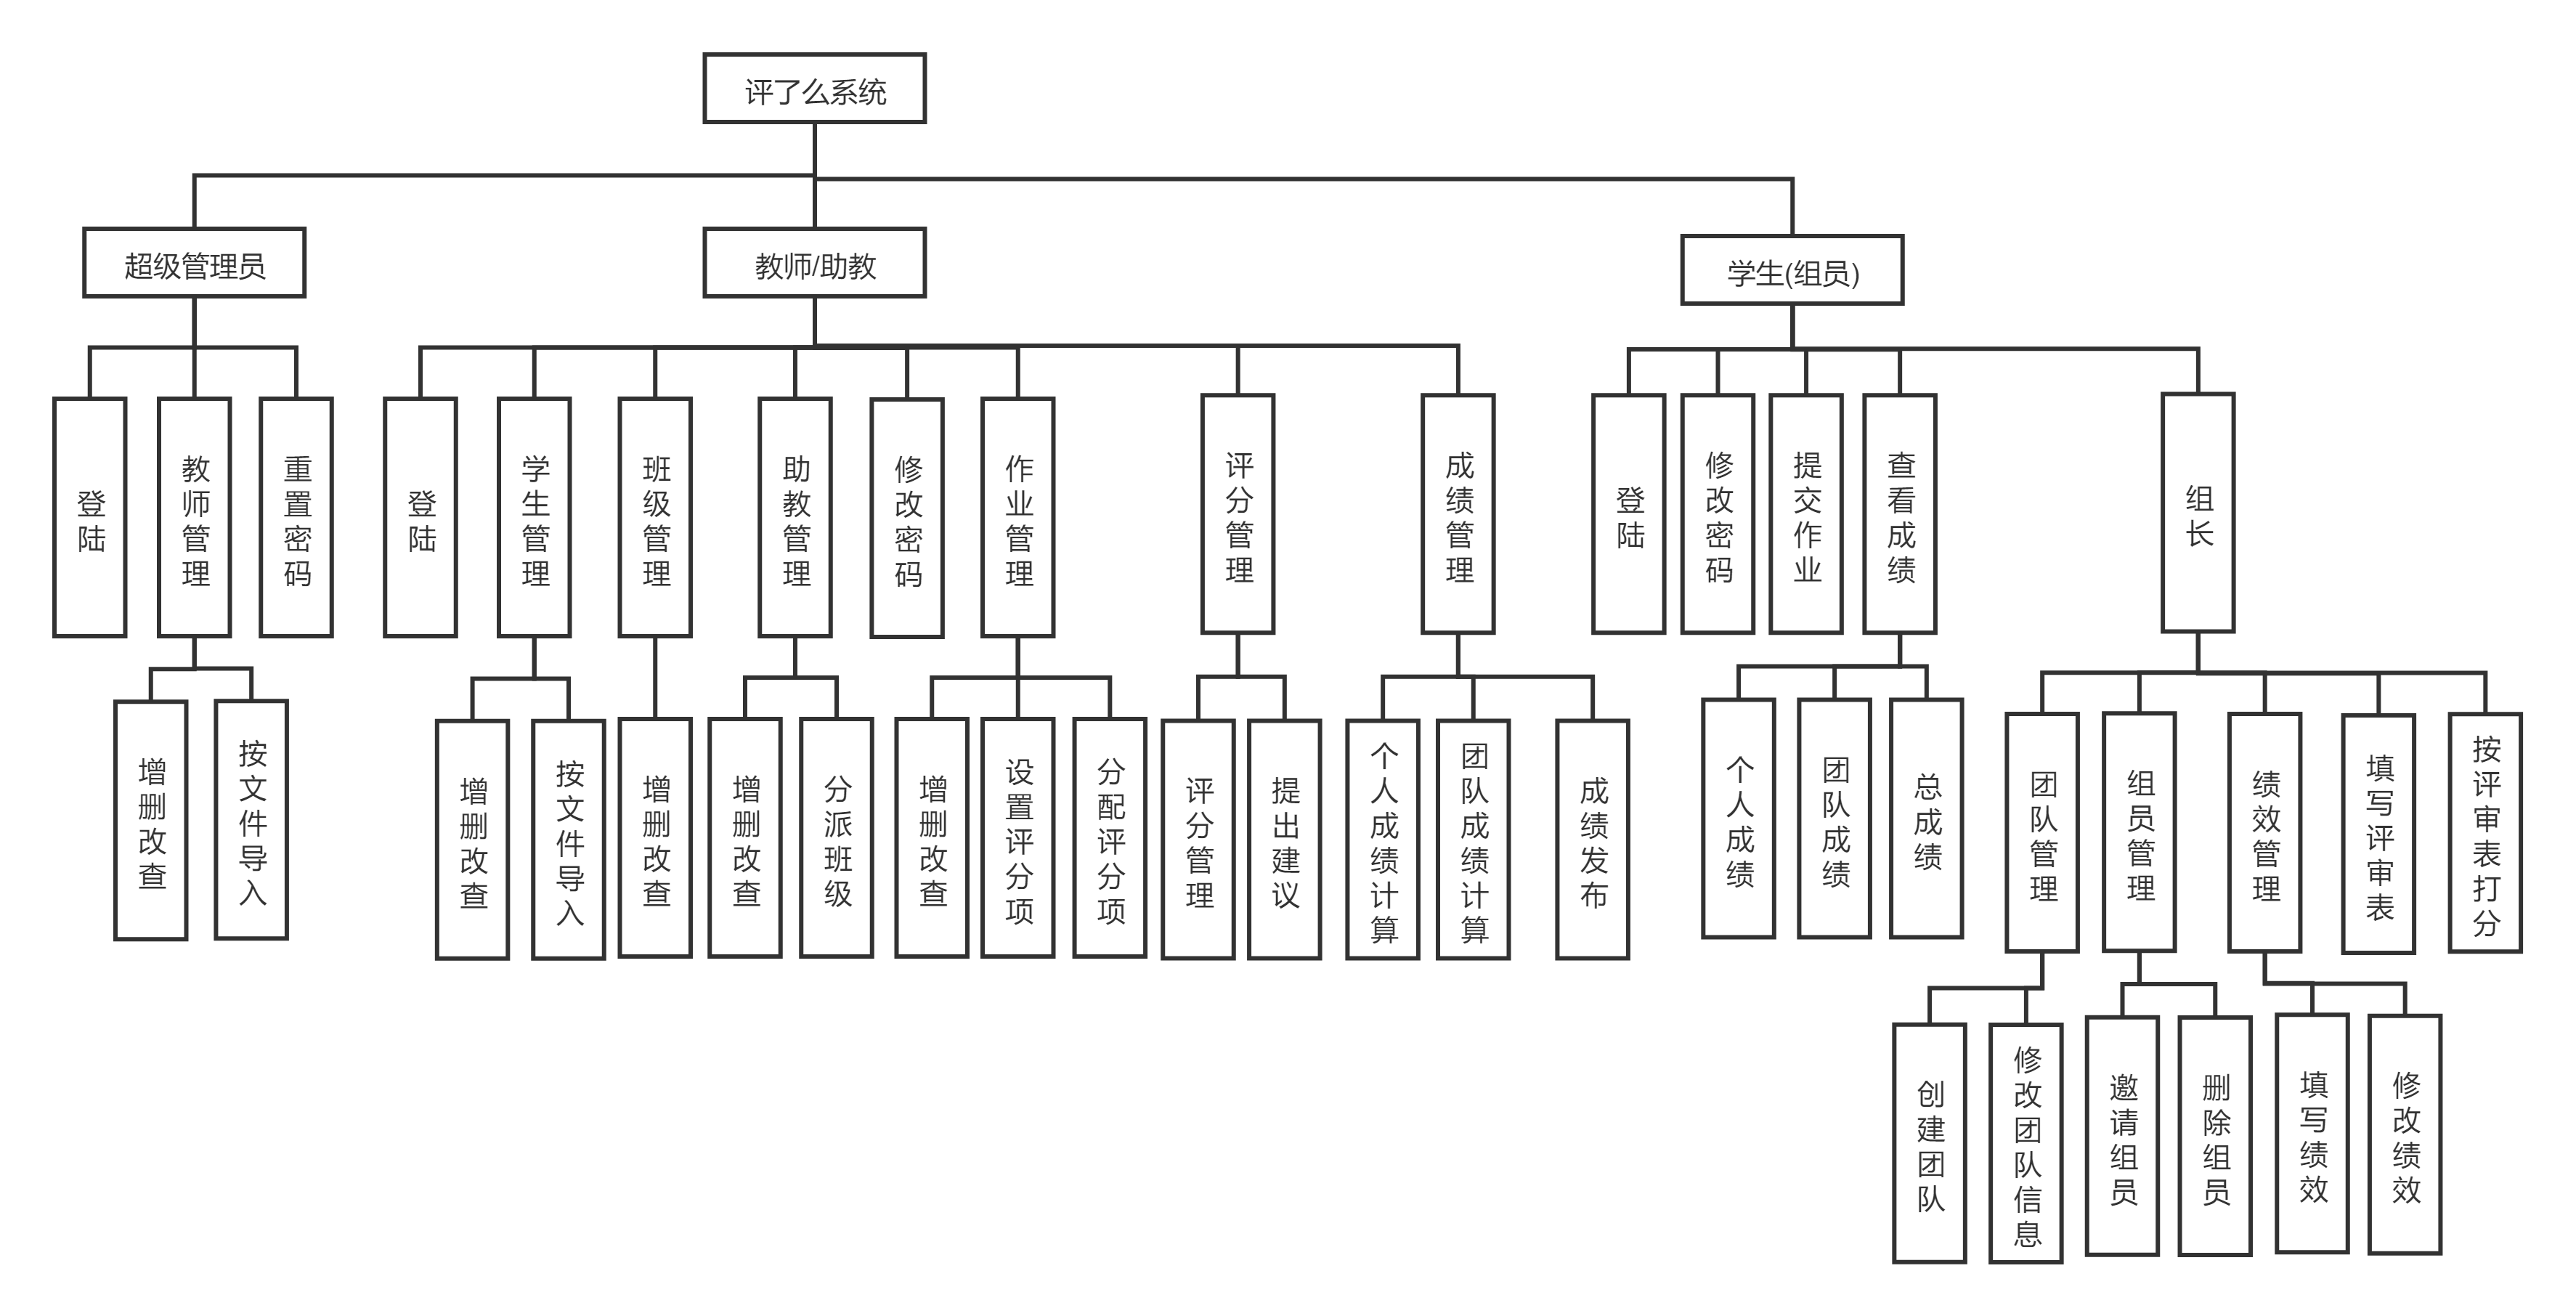 评了么系统
超级管理员
教师/助教
学生(组员)
登陆
教师管理
重置密码
登陆
学生管理
班级管理
助教管理
修改密码
作业管理
评分管理
成绩管理
登陆
修改密码
提交作业
查看成绩
组长
增删改查
按文件导入
增删改查
按文件导入
增删改查
增删改查
分派班级
增删改查
设置评分项
分配评分项
评分管理
提出建议
个人成绩计算
团队成绩计算
成绩发布
个人成绩
团队成绩
总成绩
团队管理
组员管理
绩效管理
填写评审表
按评审表打分
创建团队
修改团队信息
邀请组员
删除组员
填写绩效
修改绩效